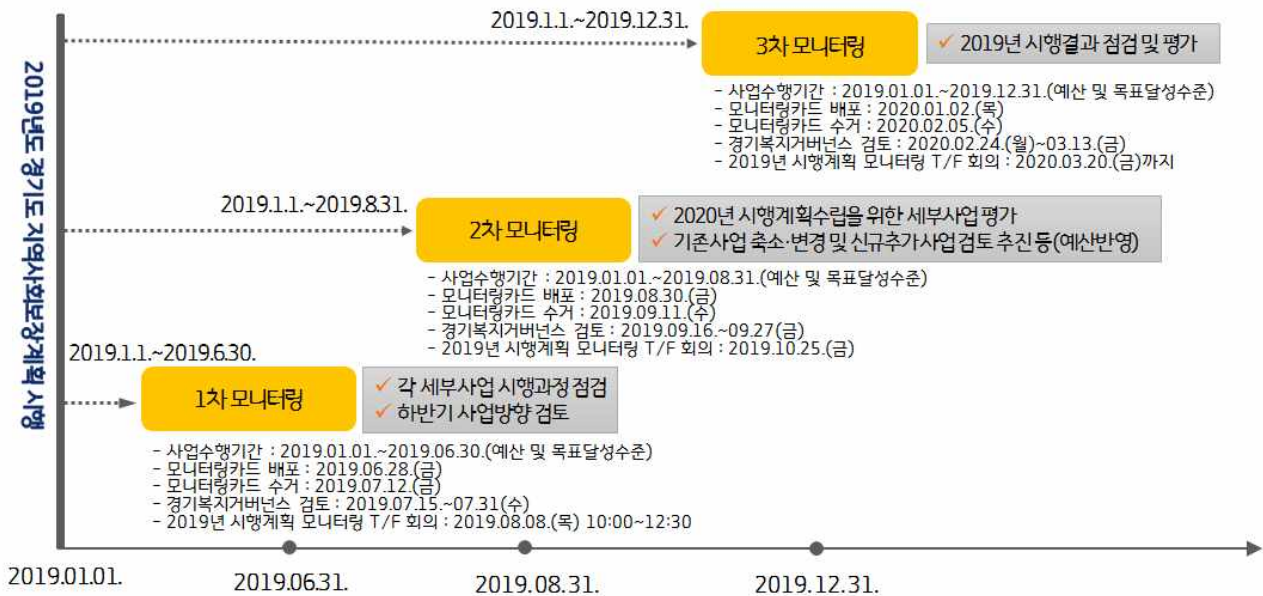 2019년도 경기도 지역사회보장계획 시행
2019.1.1.~2019.12.31.
3차 모니터링
✓ 2019년 시행결과 점검 및 평가
- 사업수행기간 : 2019.01.01.~2019.12.31.(예산 및 목표달성수준)
- 모니터링카드 배포 : 2020.01.02.(목)
- 모니터링카드 수거 : 2020.02.05.(수)
- 경기복지거버넌스 검토 : 2020.02.24.(월)~03.13.(금)
- 2019년 시행계획 모니터링 T/F 회의 : 2020.03.20.(금)까지
2019.1.1.~2019.8.31.
2차 모니터링
✓ 2020년 시행계획수립을 위한 세부사업 평가
✓ 기존사업 축소·변경 및 신규추가사업 검토 추진 등(예산반영)
- 사업수행기간 : 2019.01.01.~2019.08.31.(예산 및 목표달성수준)
- 모니터링카드 배포 : 2019.08.30.(금)
- 모니터링카드 수거 : 2019.09.11.(수)
- 경기복지거버넌스 검토 : 2019.09.16.~09.27(금)
- 2019년 시행계획 모니터링 T/F 회의 : 2019.10.25.(금)
2019.1.1.~2019.6.30.
1차 모니터링
✓ 각 세부사업 시행과정 점검
✓ 하반기 사업방향 검토
- 사업수행기간 : 2019.01.01.~2019.06.30.(예산 및 목표달성수준)
- 모니터링카드 배포 : 2019.06.28.(금)
- 모니터링카드 수거 : 2019.07.12.(금)
- 경기복지거버넌스 검토 : 2019.07.15.~07.31(수)
- 2019년 시행계획 모니터링 T/F 회의 : 2019.08.08.(목) 10:00~12:30
2019.01.01.
2019.06.31.
2019.08.31.
2019.12.31.